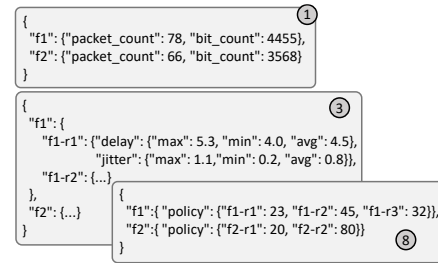 {
"f1": {"packet_count": 78, "bit_count": 4455},
"f2": {"packet_count": 66, "bit_count": 3568}
}
1
{
"f1": {
"f1-r1": {"delay": {"max": 5.3, "min": 4.0, "avg": 4.5},
"jitter": {"max": 1.1,"min": 0.2, "avg": 0.8}},
"f1-r2": {...}
},
"f2": {...}
}
3
{
"f1":{ "policy": {"f1-r1": 23, "f1-r2": 45, "f1-r3": 32}},
"f2":{ "policy": {"f2-r1": 20, "f2-r2": 80}}
}
8